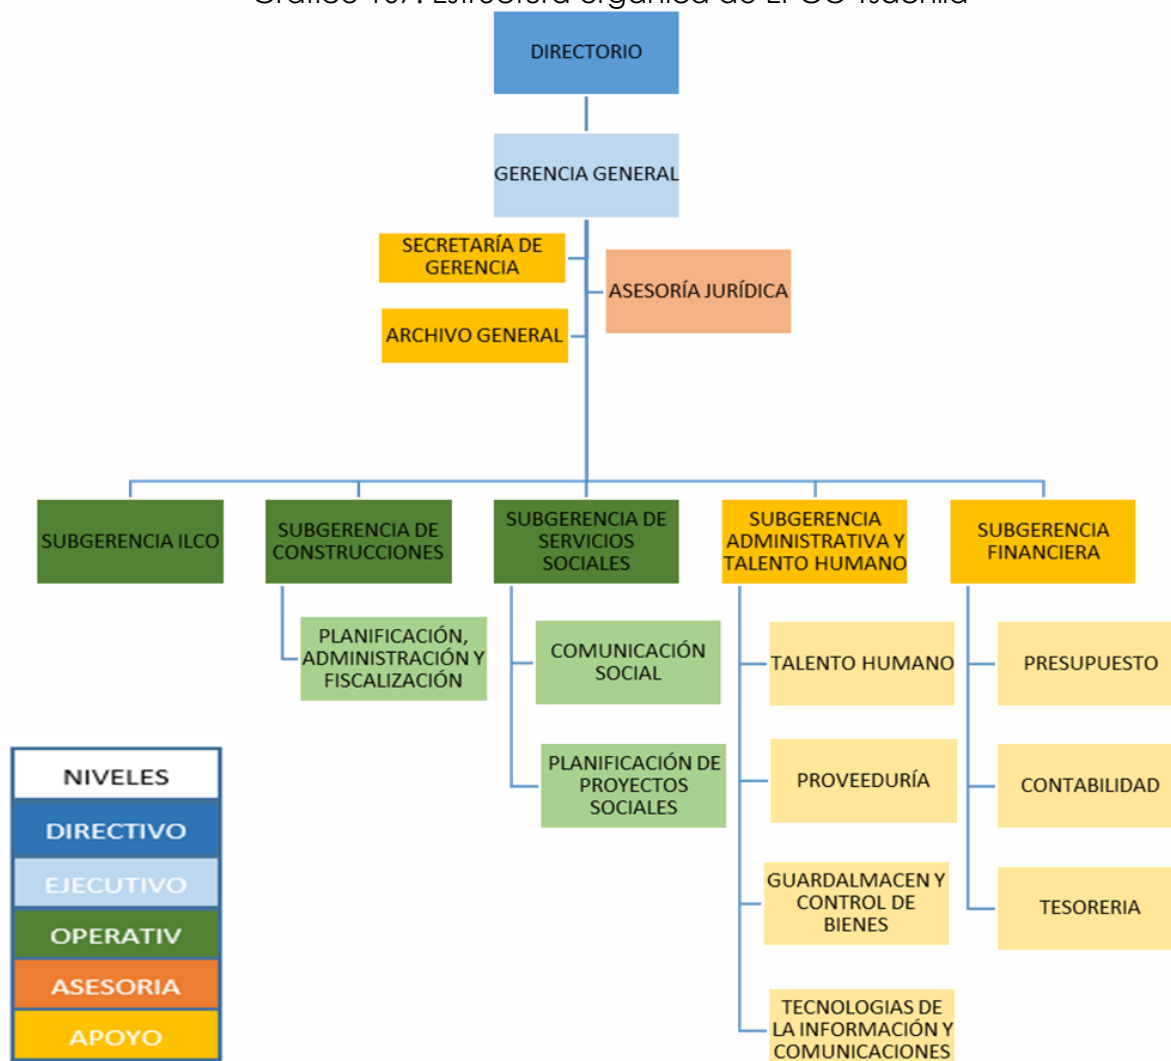 DIRECTORIO
GERENCIA GENERAL
SECRETARÍA DE
GERENCIA
ASESORÍA JURÍDICA
ARCHIVO GENERAL
SUBGERENCIA ILCO
SUBGERENCIA DE
CONSTRUCCIONES
SUBGERENCIA DE
SERVICIOS
SOCIALES
SUBGERENCIA
ADMINISTRATIVA Y
TALENTO HUMANO
SUBGERENCIA
FINANCIERA
PLANIFICACIÓN,
ADMINISTRACIÓN Y
FISCALIZACIÓN
COMUNICACIÓN
SOCIAL
PLANIFICACIÓN DE
PROYECTOS
SOCIALES
TALENTO HUMANO
PROVEEDURÍA
GUARDALMACEN Y
CONTROL DE
BIENES
TECNOLOGIAS DE
LA INFORMACIÓN Y
COMUNICACIONES
PRESUPUESTO
CONTABILIDAD
TESORERIA
NIVELES
DIRECTIVO
EJECUTIVO
OPERATIV
ASESORIA
APOYO